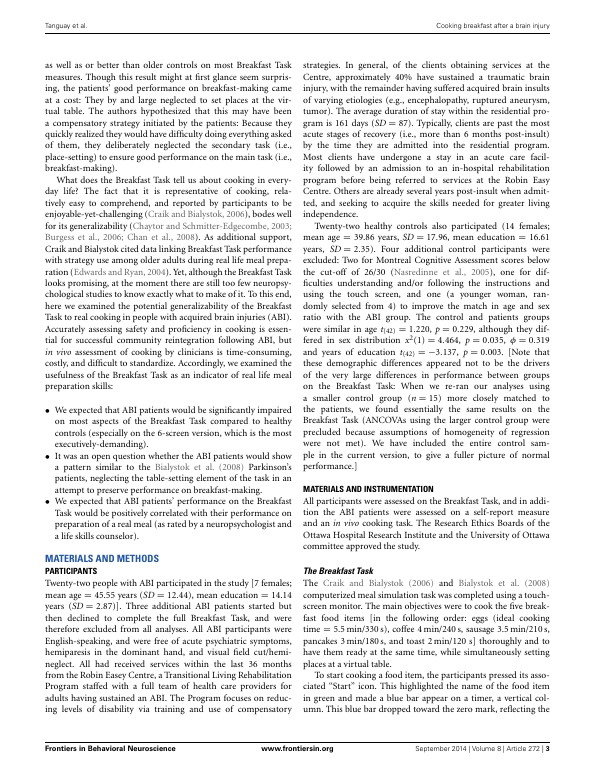 Tanguay et al.
Cooking breakfast after a brain injury
as well as or better than older controls on most Breakfast Task
measures. Though this result might at first glance seem surpris-
ing, the patients' good performance on breakfast-making came
at a cost: They by and large neglected to set places at the vir-
tual table. The authors hypothesized that this may have been
a compensatory strategy initiated by the patients: Because they
quickly realized they would have difficulty doing everything asked
of them, they deliberately neglected the secondary task (i.e.,
place-setting) to ensure good performance on the main task (i.e.,
breakfast-making).
What does the Breakfast Task tell us about cooking in every-
day life? The fact that it is representative of cooking, rela-
tively easy to comprehend, and reported by participants to be
enjoyable-yet-challenging (Craik and Bialystok, 2006), bodes well
for its generalizability (Chaytor and Schmitter-Edgecombe, 2003;
Burgess et al., 2006; Chan et al., 2008). As additional support,
Craik and Bialystok cited data linking Breakfast Task performance
with strategy use among older adults during real life meal prepa-
ration (Edwards and Ryan, 2004). Yet, although the Breakfast Task
looks promising, at the moment there are still too few neuropsy-
chological studies to know exactly what to make of it. To this end,
here we examined the potential generalizability of the Breakfast
Task to real cooking in people with acquired brain injuries (ABI).
Accurately assessing safety and proficiency in cooking is essen-
tial for successful community reintegration following ABI, but
in vivo assessment of cooking by clinicians is time-consuming,
costly, and difficult to standardize. Accordingly, we examined the
usefulness of the Breakfast Task as an indicator of real life meal
preparation skills:
• We expected that ABI patients would be significantly impaired
on most aspects of the Breakfast Task compared to healthy
controls (especially on the 6-screen version, which is the most
executively-demanding).
• It was an open question whether the ABI patients would show
a pattern similar to the Bialystok et al. (2008) Parkinson's
patients, neglecting the table-setting element of the task in an
attempt to preserve performance on breakfast-making.
• We expected that ABI patients' performance on the Breakfast
Task would be positively correlated with their performance on
preparation of a real meal (as rated by a neuropsychologist and
a life skills counselor).
MATERIALS AND METHODS
PARTICIPANTS
Twenty-two people with ABI participated in the study [7 females;
mean age = 45.55 years (SD = 12.44), mean education = 14.14
years (SD = 2.87)]. Three additional ABI patients started but
then declined to complete the full Breakfast Task, and were
therefore excluded from all analyses. All ABI participants were
English-speaking, and were free of acute psychiatric symptoms,
hemiparesis in the dominant hand, and visual field cut/hemi-
neglect. All had received services within the last 36 months
from the Robin Easey Centre, a Transitional Living Rehabilitation
Program staffed with a full team of health care providers for
adults having sustained an ABI. The Program focuses on reduc-
ing levels of disability via training and use of compensatory
strategies. In general, of the clients obtaining services at the
Centre, approximately 40% have sustained a traumatic brain
injury, with the remainder having suffered acquired brain insults
of varying etiologies (e.g., encephalopathy, ruptured aneurysm,
tumor). The average duration of stay within the residential pro-
gram is 161 days (SD = 87). Typically, clients are past the most
acute stages of recovery (i.e., more than 6 months post-insult)
by the time they are admitted into the residential program.
Most clients have undergone a stay in an acute care facil-
ity followed by an admission to an in-hospital rehabilitation
program before being referred to services at the Robin Easy
Centre. Others are already several years post-insult when admit-
ted, and seeking to acquire the skills needed for greater living
independence.
Twenty-two healthy controls also participated (14 females;
mean age = 39.86 years, SD = 17.96, mean education = 16.61
years, SD = 2.35). Four additional control participants were
excluded: Two for Montreal Cognitive Assessment scores below
the cut-off of 26/30 (Nasredinne et al., 2005), one for dif-
ficulties understanding and/or following the instructions and
using the touch screen, and one (a younger woman, ran-
domly selected from 4) to improve the match in age and sex
ratio with the ABI group. The control and patients groups
were similar in age t(42) = 1.220, p = 0.229, although they dif-
fered in sex distribution x²(1) = 4.464, p = 0.035, ϕ = 0.319
and years of education t(42) = −3.137, p = 0.003. [Note that
these demographic differences appeared not to be the drivers
of the very large differences in performance between groups
on the Breakfast Task: When we re-ran our analyses using
a smaller control group (n = 15) more closely matched to
the patients, we found essentially the same results on the
Breakfast Task (ANCOVAs using the larger control group were
precluded because assumptions of homogeneity of regression
were not met). We have included the entire control sam-
ple in the current version, to give a fuller picture of normal
performance.]
MATERIALS AND INSTRUMENTATION
All participants were assessed on the Breakfast Task, and in addi-
tion the ABI patients were assessed on a self-report measure
and an in vivo cooking task. The Research Ethics Boards of the
Ottawa Hospital Research Institute and the University of Ottawa
committee approved the study.
The Breakfast Task
The Craik and Bialystok (2006) and Bialystok et al. (2008)
computerized meal simulation task was completed using a touch-
screen monitor. The main objectives were to cook the five break-
fast food items [in the following order: eggs (ideal cooking
time = 5.5 min/330 s), coffee 4 min/240 s, sausage 3.5 min/210 s,
pancakes 3 min/180 s, and toast 2 min/120 s] thoroughly and to
have them ready at the same time, while simultaneously setting
places at a virtual table.
To start cooking a food item, the participants pressed its asso-
ciated "Start" icon. This highlighted the name of the food item
in green and made a blue bar appear on a timer, a vertical col-
umn. This blue bar dropped toward the zero mark, reflecting the
Frontiers in Behavioral Neuroscience
www.frontiersin.org
September 2014 | Volume 8 | Article 272 | 3